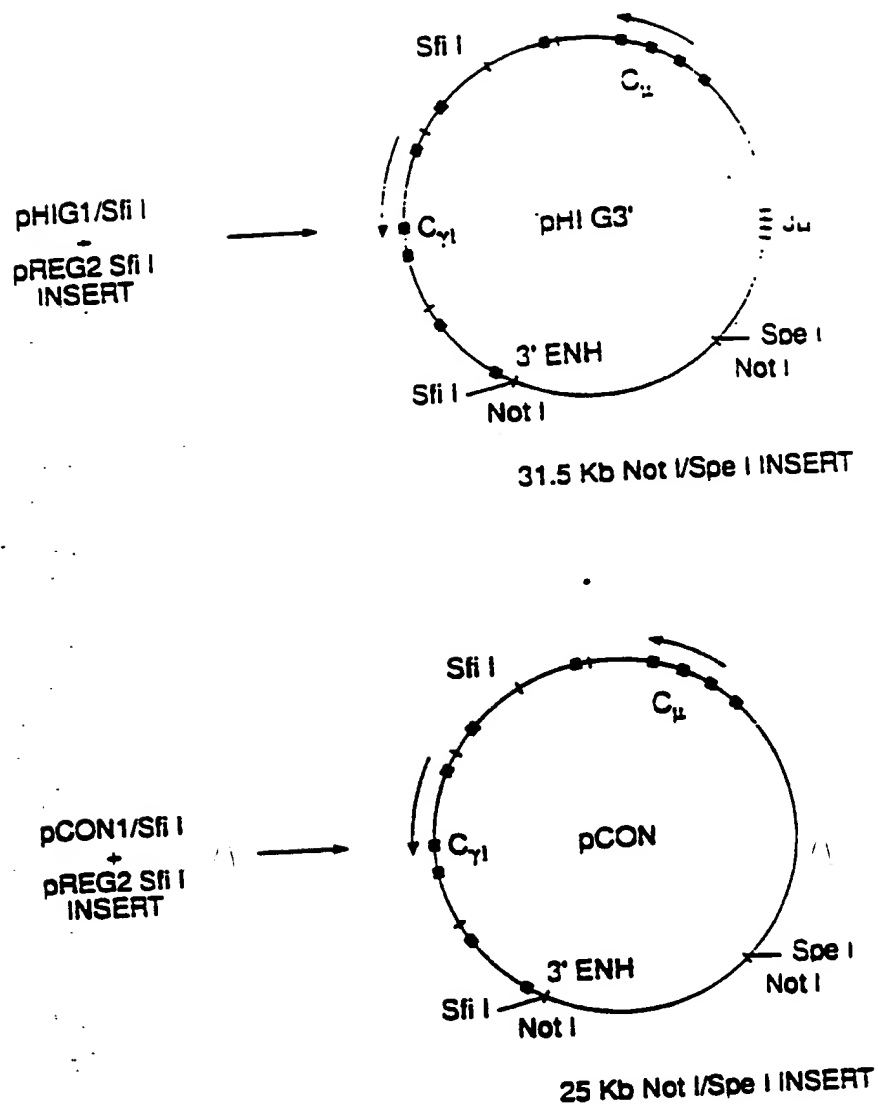 Sfi I
Cμ
pHIG1/Sfi I
+
pREG2 Sfi I
INSERT
Cγ1
pHI G3'
3' ENH
Spe I
Sfi I
Not I
Not I
31.5 Kb Not I/Spe I INSERT
Sfi I
Cμ
pCON1/Sfi I
+
pREG2 Sfi I
INSERT
Cγ1
pCON
3' ENH
Spe I
Sfi I
Not I
Not I
25 Kb Not I/Spe I INSERT